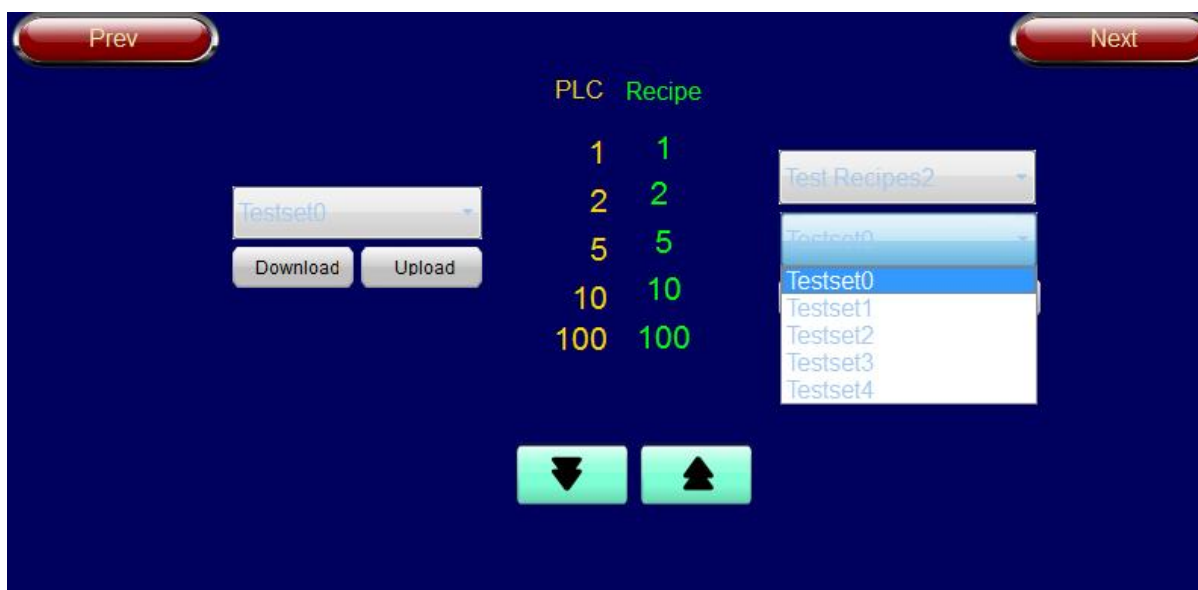 Prev
Next
PLC Recipe
1 1
2 2
5 5
10 10
100 100
Testset0
Download Upload
Test Recipes2
Testset0
Testset0
Testset1
Testset2
Testset3
Testset4